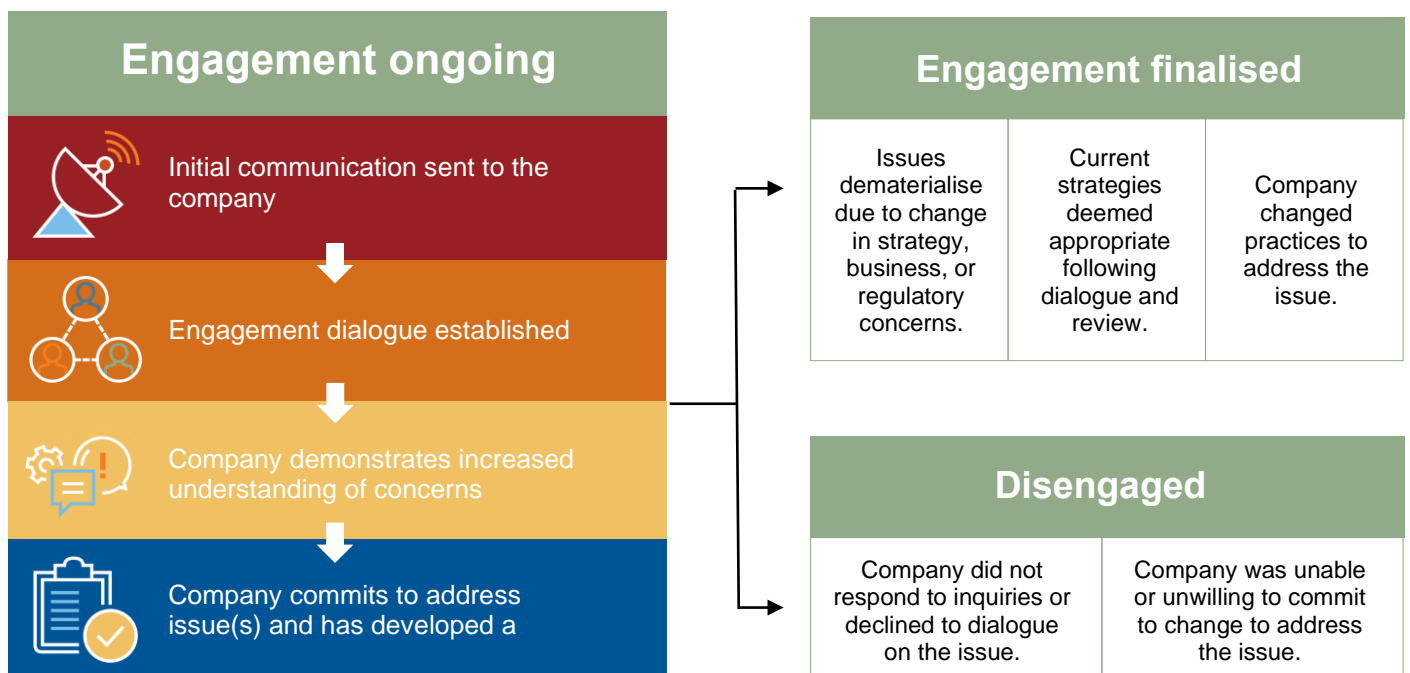 Engagement ongoing
Initial communication sent to the
company
Engagement dialogue established
Company demonstrates increased
understanding of concerns
Company commits to address
issue(s) and has developed a
Engagement finalised
Issues
dematerialise
due to change
in strategy,
business, or
regulatory
concerns.
Current
strategies
deemed
appropriate
following
dialogue and
review.
Company
changed
practices to
address the
issue.
Disengaged
Company did not
respond to inquiries or
declined to dialogue
on the issue.
Company was unable
or unwilling to commit
to change to address
the issue.